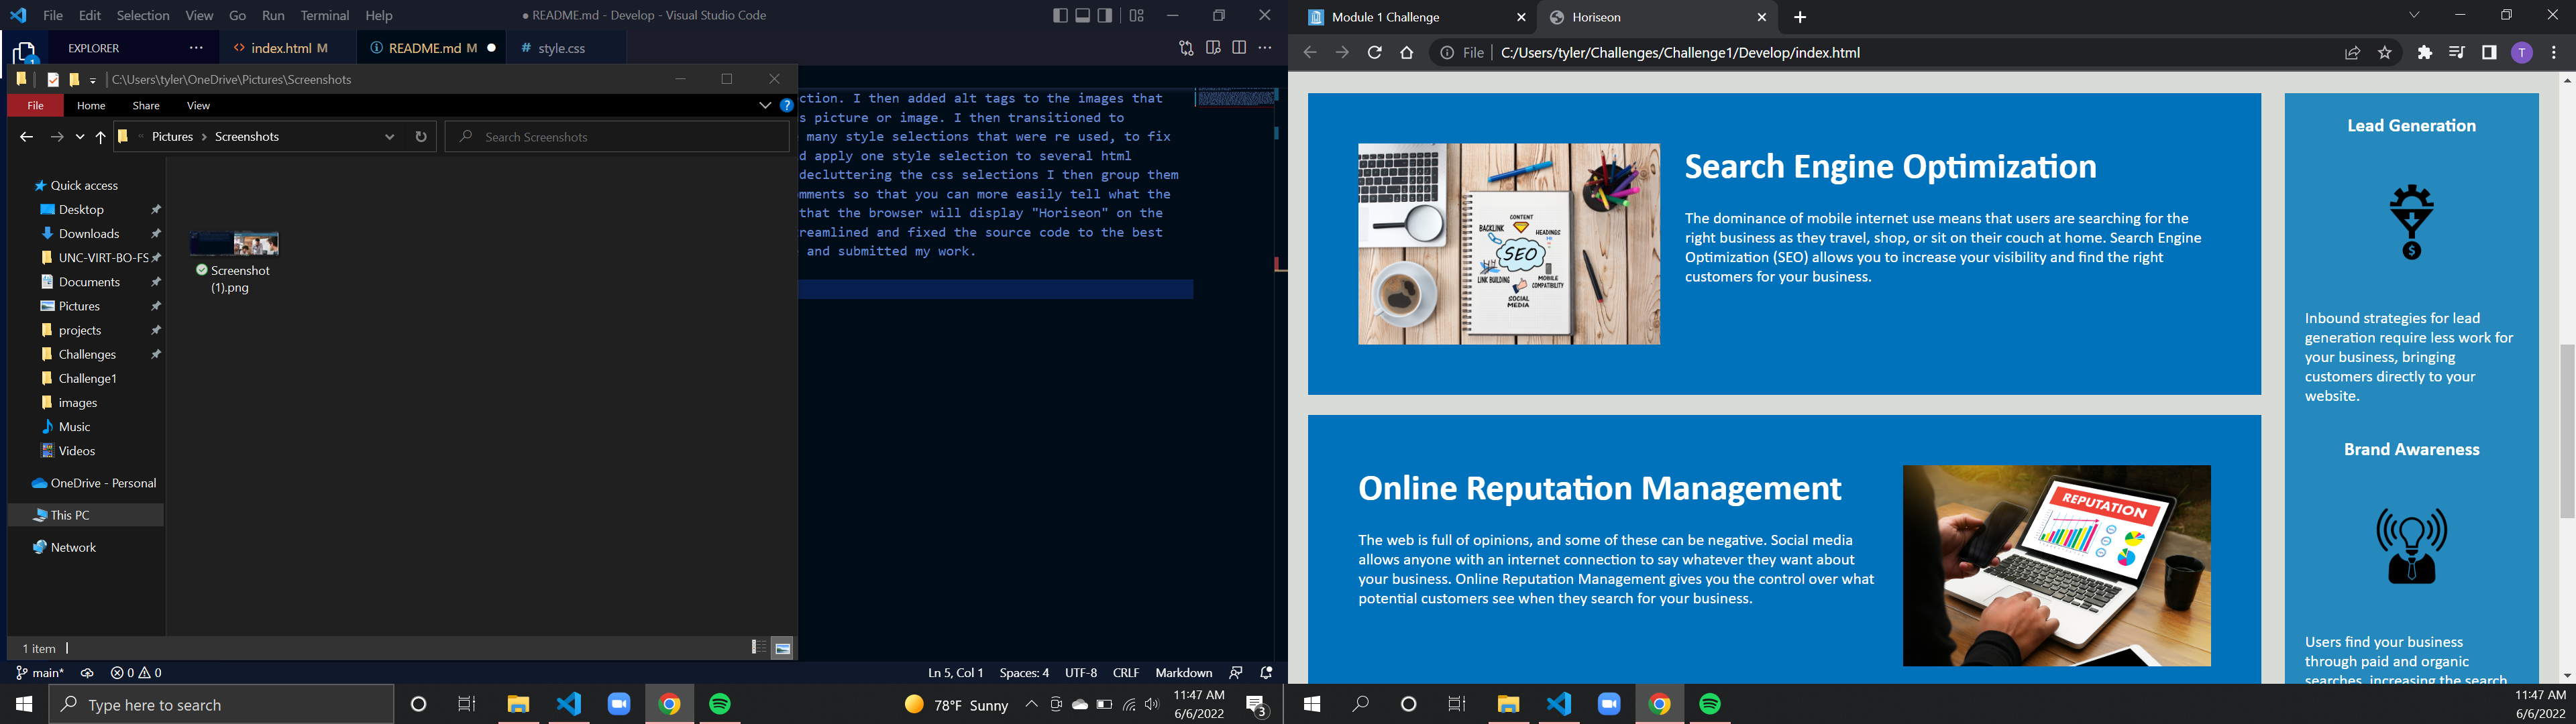 File Edit Selection View Go Run Terminal Help
● README.md - Develop - Visual Studio Code
EXPLORER
index.html M
README.md M
# style.css
1
C:\Users\tyler\OneDrive\Pictures\Screenshots
File Home Share View
Pictures > Screenshots
Search Screenshots
Quick access
Desktop
Downloads
UNC-VIRT-BO-FS
Documents
Pictures
projects
Challenges
Challenge1
images
Music
Videos
OneDrive - Personal
This PC
Network
Screenshot
(1).png
1 item
ction. I then added alt tags to the images that
s picture or image. I then transitioned to
many style selections that were re used, to fix
d apply one style selection to several html
decluttering the css selections I then group them
mments so that you can more easily tell what the
that the browser will display "Horiseon" on the
reamlined and fixed the source code to the best
and submitted my work.
main* 0 0
Ln 5, Col 1 Spaces: 4 UTF-8 CRLF Markdown
Type here to search
78°F Sunny
11:47 AM
6/6/2022
3
Module 1 Challenge
Horiseon
File | C:/Users/tyler/Challenges/Challenge1/Develop/index.html
T
Search Engine Optimization
The dominance of mobile internet use means that users are searching for the
right business as they travel, shop, or sit on their couch at home. Search Engine
Optimization (SEO) allows you to increase your visibility and find the right
customers for your business.
CONTENT
BACKLINK
HEADINGS
SEO
LINK BUILDING
MOBILE
COMPATIBILITY
SOCIAL
MEDIA
Online Reputation Management
The web is full of opinions, and some of these can be negative. Social media
allows anyone with an internet connection to say whatever they want about
your business. Online Reputation Management gives you the control over what
potential customers see when they search for your business.
REPUTATION
Lead Generation
$
Inbound strategies for lead
generation require less work for
your business, bringing
customers directly to your
website.
Brand Awareness
Users find your business
through paid and organic
searches, increasing the search
11:47 AM
6/6/2022